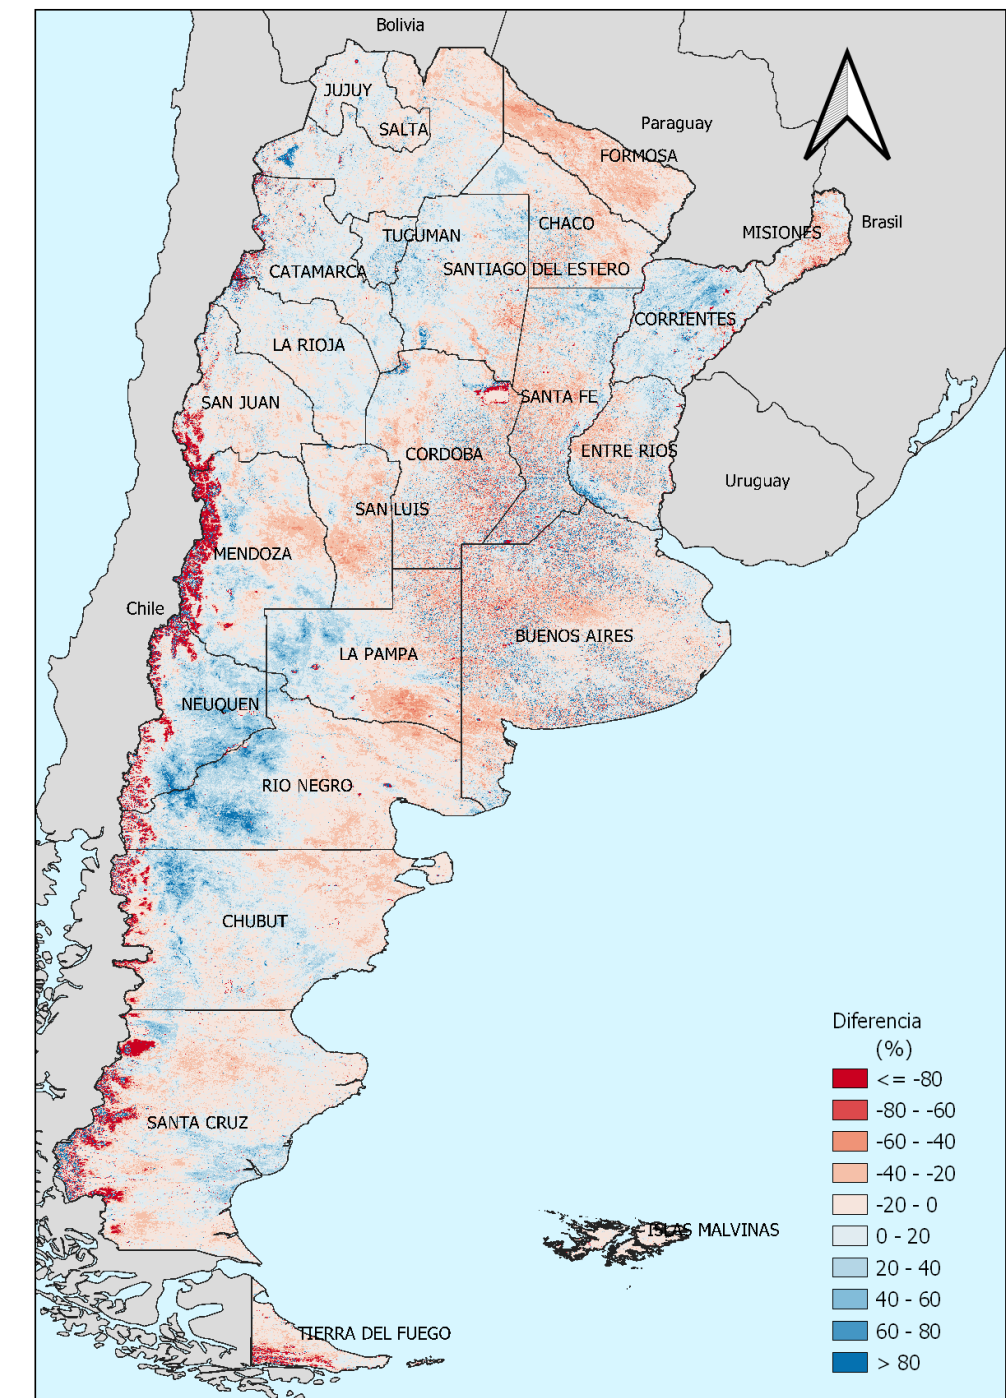 Bolivia
JUJUY
SALTA
Paraguay
FORMOSA
CHACO
MISIONES
Brasil
TUGUMAN
CATAMARCA
SANTIAGO DEL ESTERO
CORRIENTES
LA RIOJA
SAN JUAN
SANTA FE
CORDOBA
ENTRE RIOS
Uruguay
SAN LUIS
MENDOZA
Chile
BUENOS AIRES
LA PAMPA
NEUQUEN
RIO NEGRO
CHUBUT
SANTA CRUZ
ISLAS MALVINAS
TIERRA DEL FUEGO
Diferencia
(%)
<= -80
-80 - -60
-60 - -40
-40 - -20
-20 - 0
0 - 20
20 - 40
40 - 60
60 - 80
> 80